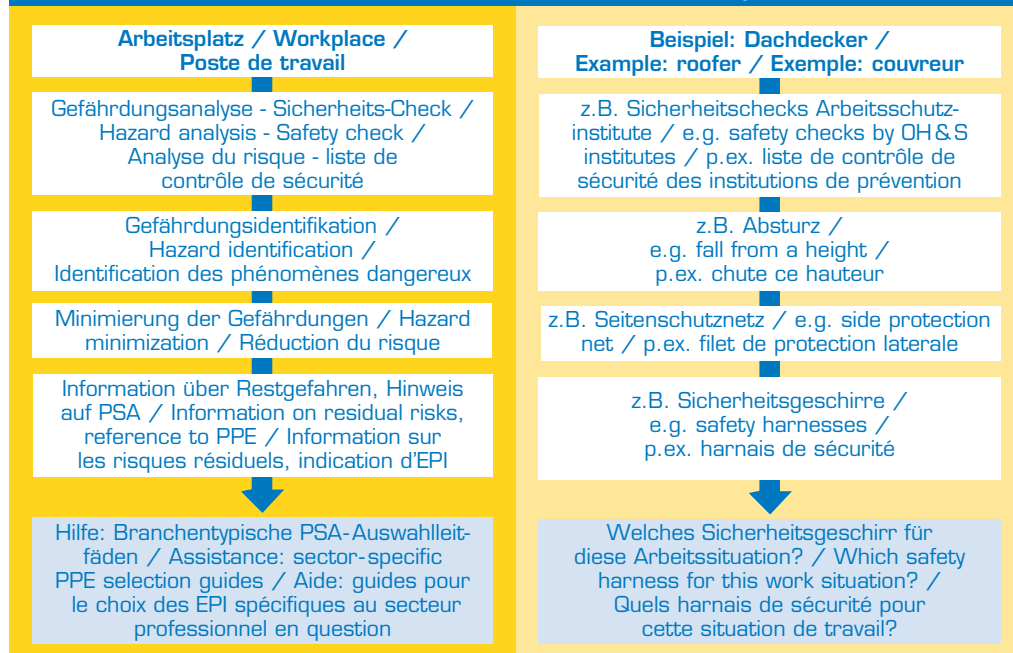 Arbeitsplatz / Workplace /
Poste de travail
Gefährdungsanalyse - Sicherheits-Check /
Hazard analysis - Safety check /
Analyse du risque - liste de
contrôle de sécurité
Gefährdungsidentifikation /
Hazard identification /
Identification des phénomènes dangereux
Minimierung der Gefährdungen / Hazard
minimization / Réduction du risque
Information über Restgefahren, Hinweis
auf PSA / Information on residual risks,
reference to PPE / Information sur
les risques résiduels, indication d'EPI
Hilfe: Branchentypische PSA-Auswahlleit-
fäden / Assistance: sector-specific
PPE selection guides / Aide: guides pour
le choix des EPI spécifiques au secteur
professionnel en question
Beispiel: Dachdecker /
Example: roofer / Exemple: couvreur
z.B. Sicherheitschecks Arbeitsschutz-
institute / e.g. safety checks by OH&S
institutes / p.ex. liste de contrôle de
sécurité des institutions de prévention
z.B. Absturz /
e.g. fall from a height /
p.ex. chute ce hauteur
z.B. Seitenschutznetz / e.g. side protection
net / p.ex. filet de protection laterale
z.B. Sicherheitsgeschirre /
e.g. safety harnesses /
p.ex. harnais de sécurité
Welches Sicherheitsgeschirr für
diese Arbeitssituation? / Which safety
harness for this work situation? /
Quels harnais de sécurité pour
cette situation de travail?